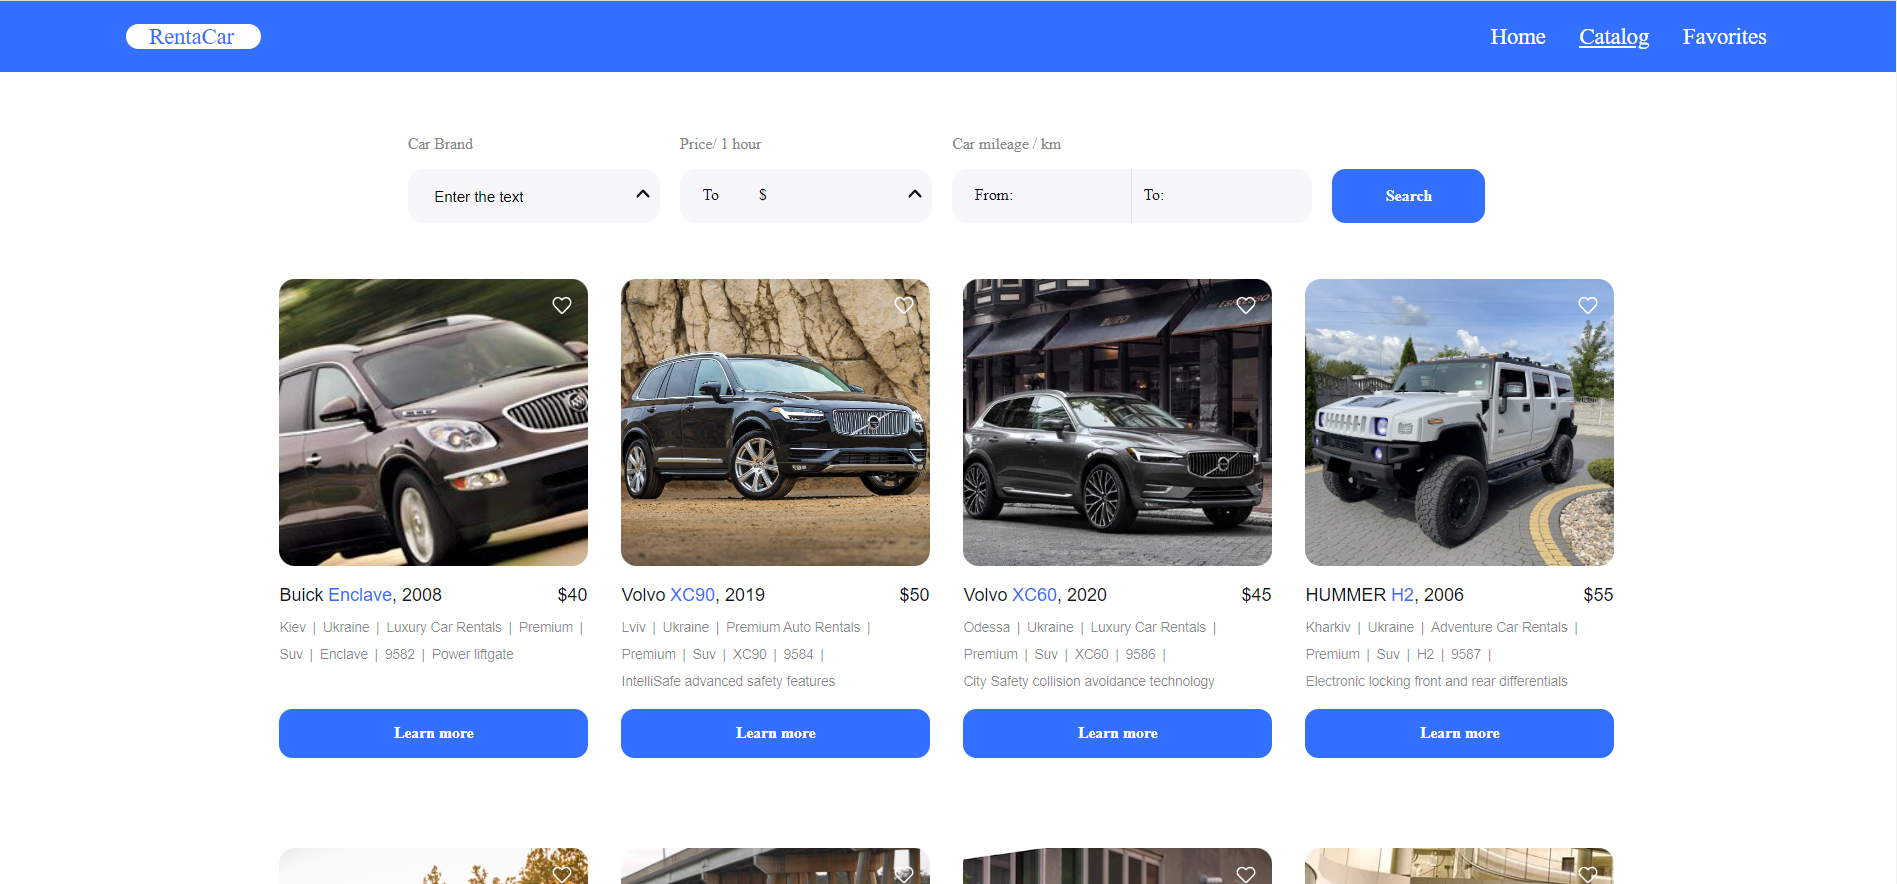 RentaCar
Home Catalog Favorites
Car Brand
Price/ 1 hour
Car mileage / km
Enter the text
To $
From:
To:
Search
Buick Enclave, 2008 $40
Kiev | Ukraine | Luxury Car Rentals | Premium |
Suv | Enclave | 9582 | Power liftgate
Learn more
Volvo XC90, 2019 $50
Lviv | Ukraine | Premium Auto Rentals |
Premium | Suv | XC90 | 9584 |
IntelliSafe advanced safety features
Learn more
ESPRESSO
Volvo XC60, 2020 $45
Odessa | Ukraine | Luxury Car Rentals |
Premium | Suv | XC60 | 9586 |
City Safety collision avoidance technology
Learn more
HUMMER H2, 2006 $55
Kharkiv | Ukraine | Adventure Car Rentals |
Premium | Suv | H2 | 9587 |
Electronic locking front and rear differentials
Learn more